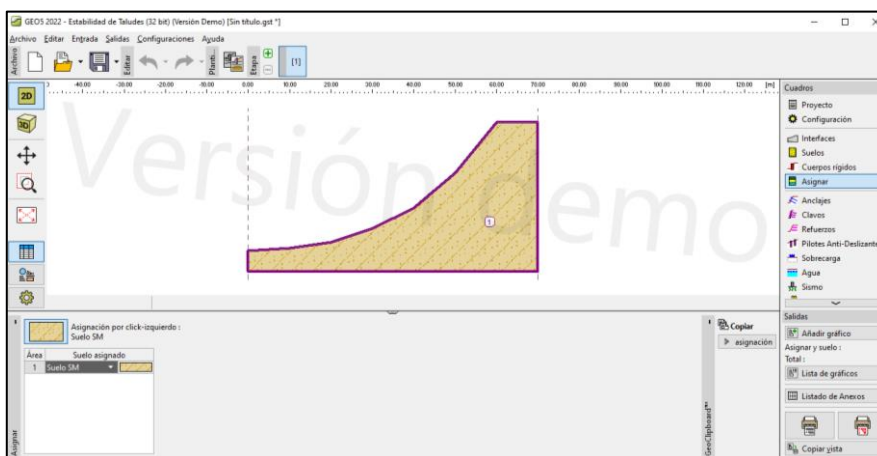 GEO5 2022 - Estabilidad de Taludes (32 bit) (Versión Demo) [Sin título.gst *]
Archivo Editar Entrada Salidas Configuraciones Ayuda
Archivo
Editar
Etapa
[1]
-40.00 -30.00 -20.00 -10.00 0.00 10.00 20.00 30.00 40.00 50.00 60.00 70.00 80.00 90.00 100.00 110.00 120.00 [m]
2D
3D
Versión demo
1
Cuadros
Proyecto
Configuración
Interfaces
Suelos
Cuerpos rígidos
Asignar
Anclajes
Clavos
Refuerzos
Pilotes Anti-Deslizante
Sobrecarga
Agua
Sismo
Asignación por click-izquierdo :
Suelo SM
Área Suelo asignado
1 Suelo SM
Asignar
GeoClipboard™
Copiar
asignación
Salidas
Añadir gráfico
Asignar y suelo :
Total :
Lista de gráficos
Listado de Anexos
Copiar vista